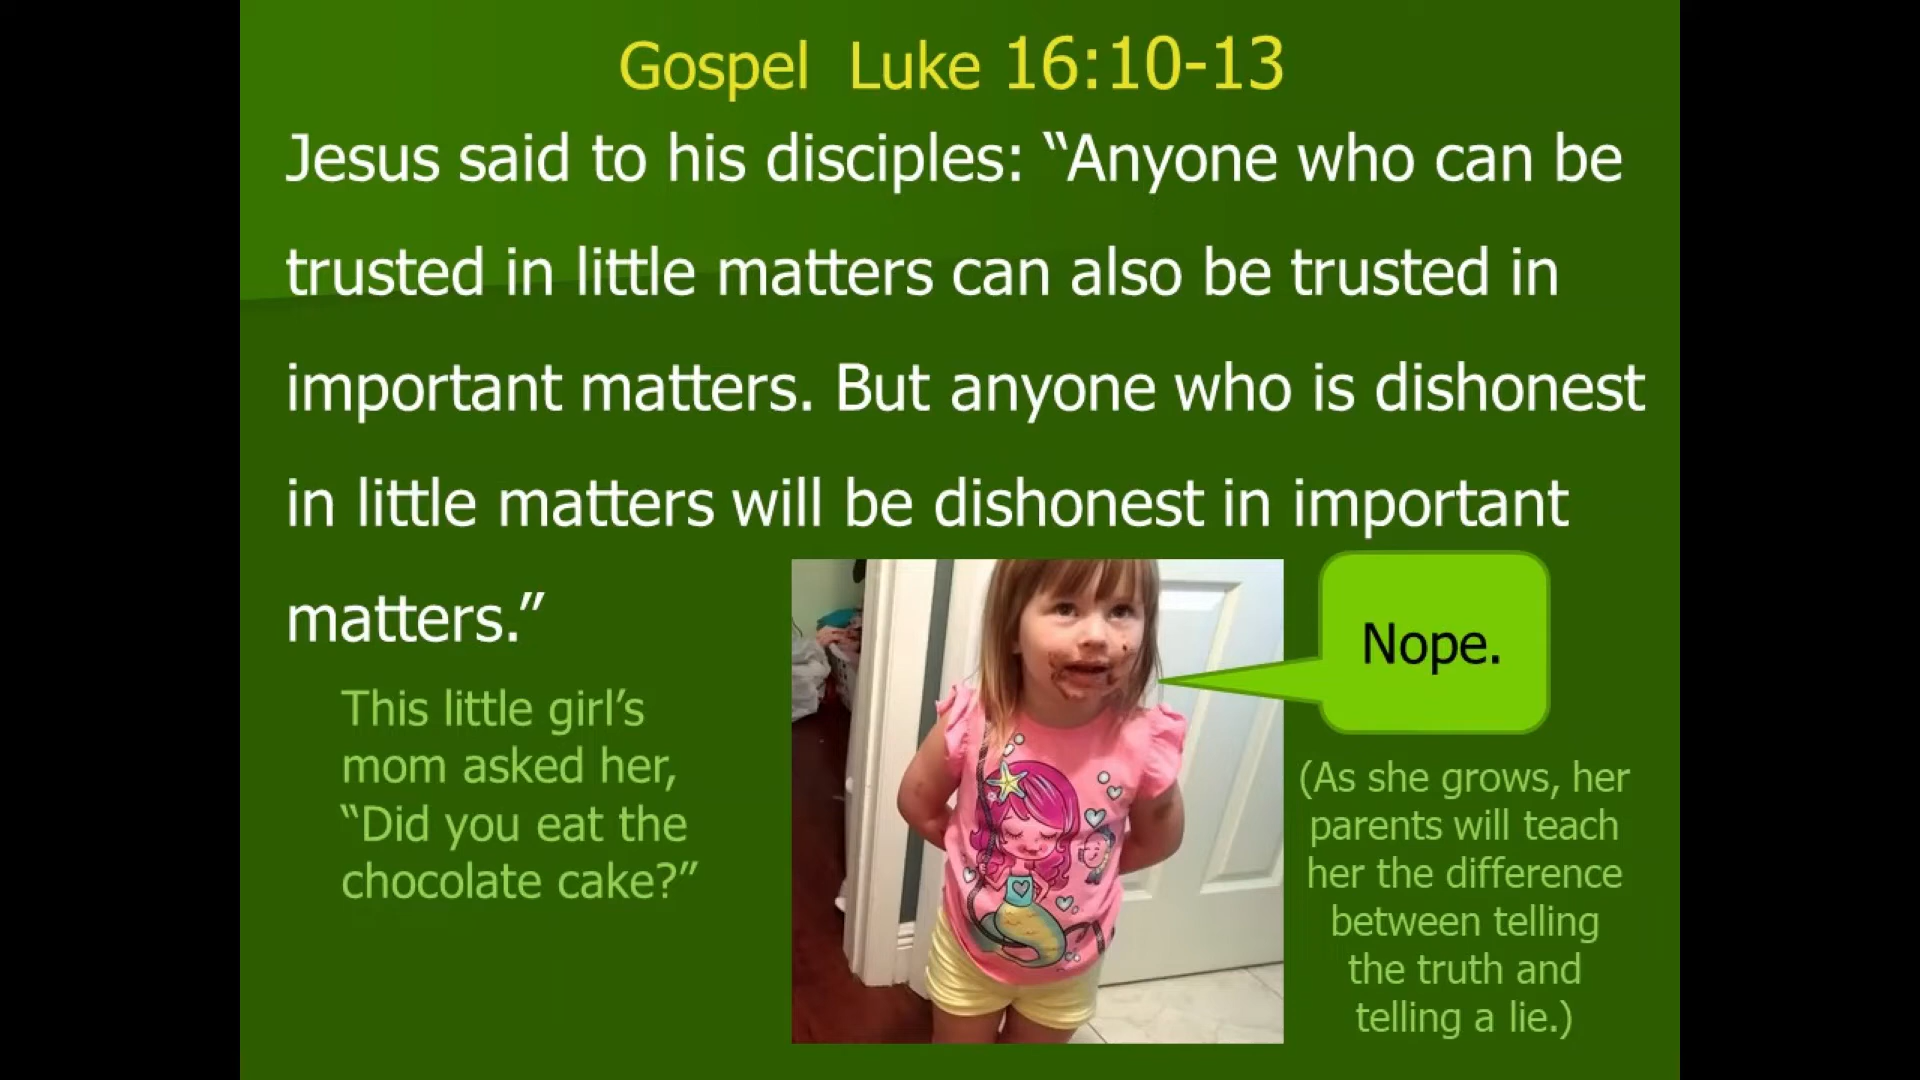 Gospel Luke 16:10-13
Jesus said to his disciples: “Anyone who can be
trusted in little matters can also be trusted in
important matters. But anyone who is dishonest
in little matters will be dishonest in important
matters.”
This little girl’s
mom asked her,
“Did you eat the
chocolate cake?”
Nope.
(As she grows, her
parents will teach
her the difference
between telling
the truth and
telling a lie.)